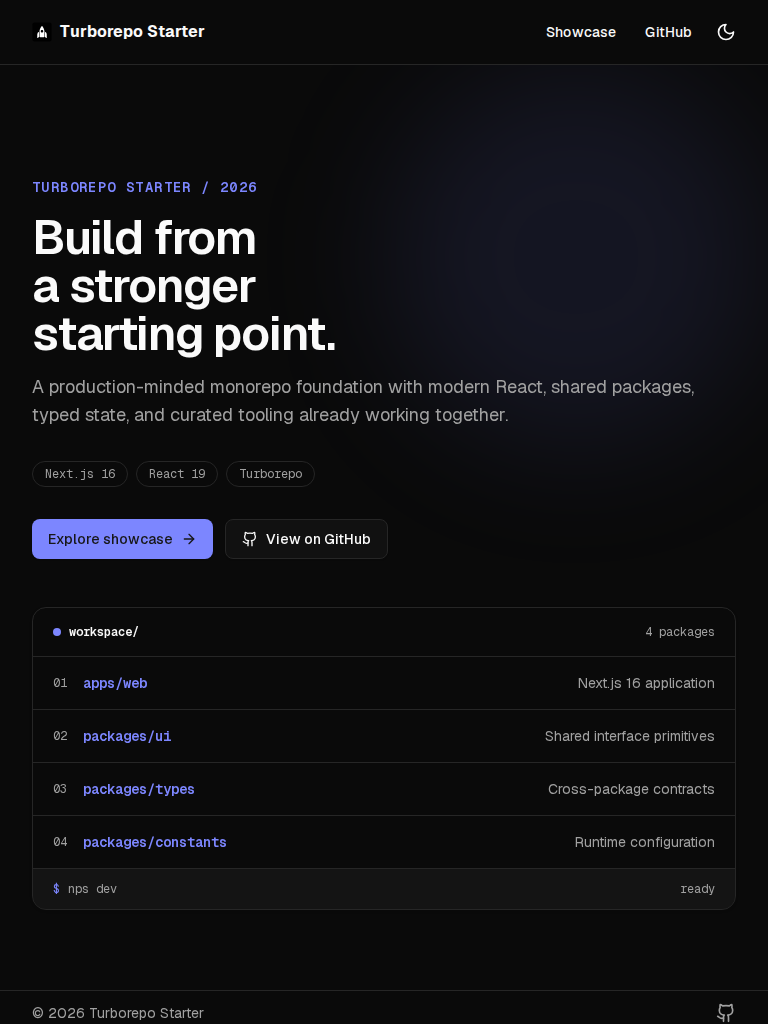 Turborepo Starter
Showcase
GitHub
TURBOREPO STARTER / 2026
Build from
a stronger
starting point.
A production-minded monorepo foundation with modern React, shared packages,
typed state, and curated tooling already working together.
Next.js 16
React 19
Turborepo
Explore showcase
View on GitHub
workspace/
4 packages
01 apps/web Next.js 16 application
02 packages/ui Shared interface primitives
03 packages/types Cross-package contracts
04 packages/constants Runtime configuration
$ nps dev ready
© 2026 Turborepo Starter